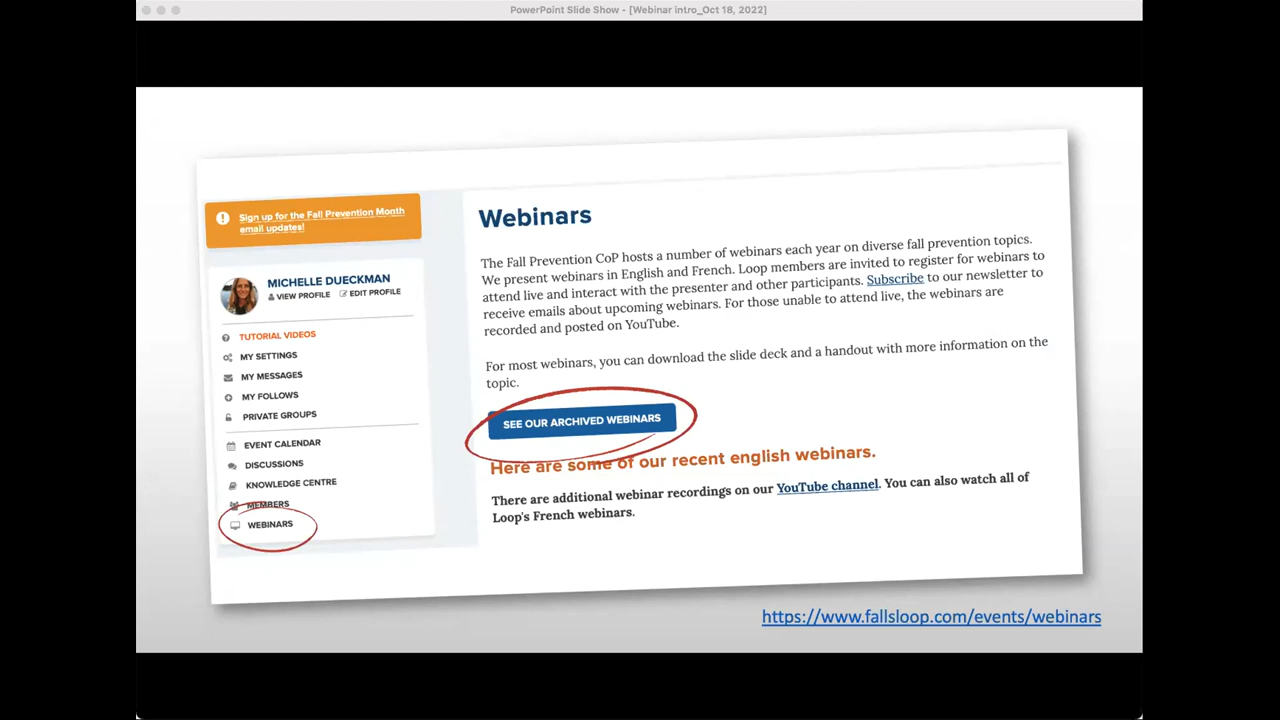 PowerPoint Slide Show - [Webinar intro_Oct 18, 2022]
Sign up for the Fall Prevention Month
email updates!
MICHELLE DUECKMAN
VIEW PROFILE EDIT PROFILE
TUTORIAL VIDEOS
MY SETTINGS
MY MESSAGES
MY FOLLOWS
PRIVATE GROUPS
EVENT CALENDAR
DISCUSSIONS
KNOWLEDGE CENTRE
MEMBERS
WEBINARS
Webinars
The Fall Prevention CoP hosts a number of webinars each year on diverse fall prevention topics.
We present webinars in English and French. Loop members are invited to register for webinars to
attend live and interact with the presenter and other participants. Subscribe to our newsletter to
receive emails about upcoming webinars. For those unable to attend live, the webinars are
recorded and posted on YouTube.
For most webinars, you can download the slide deck and a handout with more information on the
topic.
SEE OUR ARCHIVED WEBINARS
Here are some of our recent english webinars.
There are additional webinar recordings on our YouTube channel. You can also watch all of
Loop's French webinars.
https://www.fallsloop.com/events/webinars